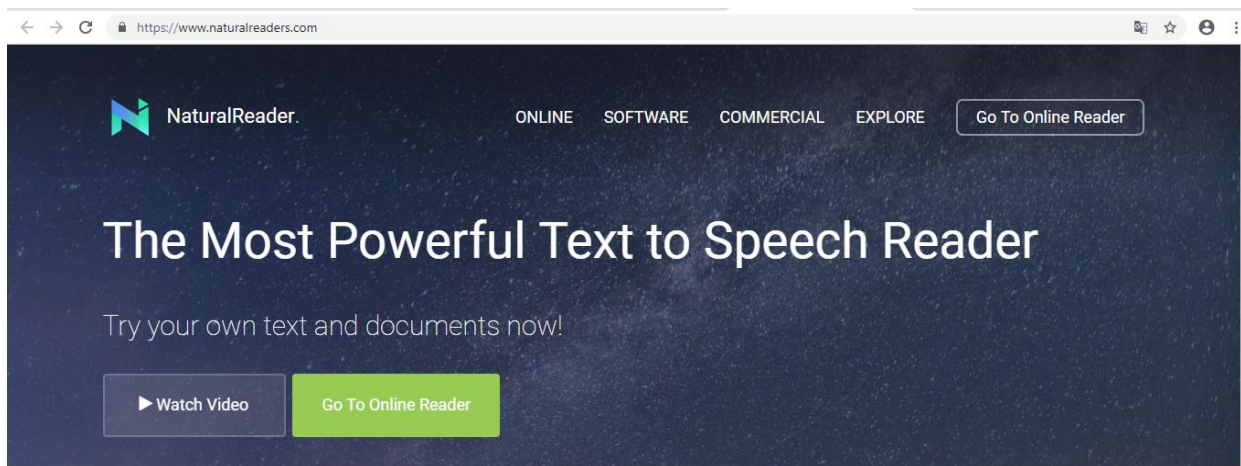 https://www.naturalreaders.com
NaturalReader.
ONLINE SOFTWARE COMMERCIAL EXPLORE Go To Online Reader
The Most Powerful Text to Speech Reader
Try your own text and documents now!
Watch Video Go To Online Reader